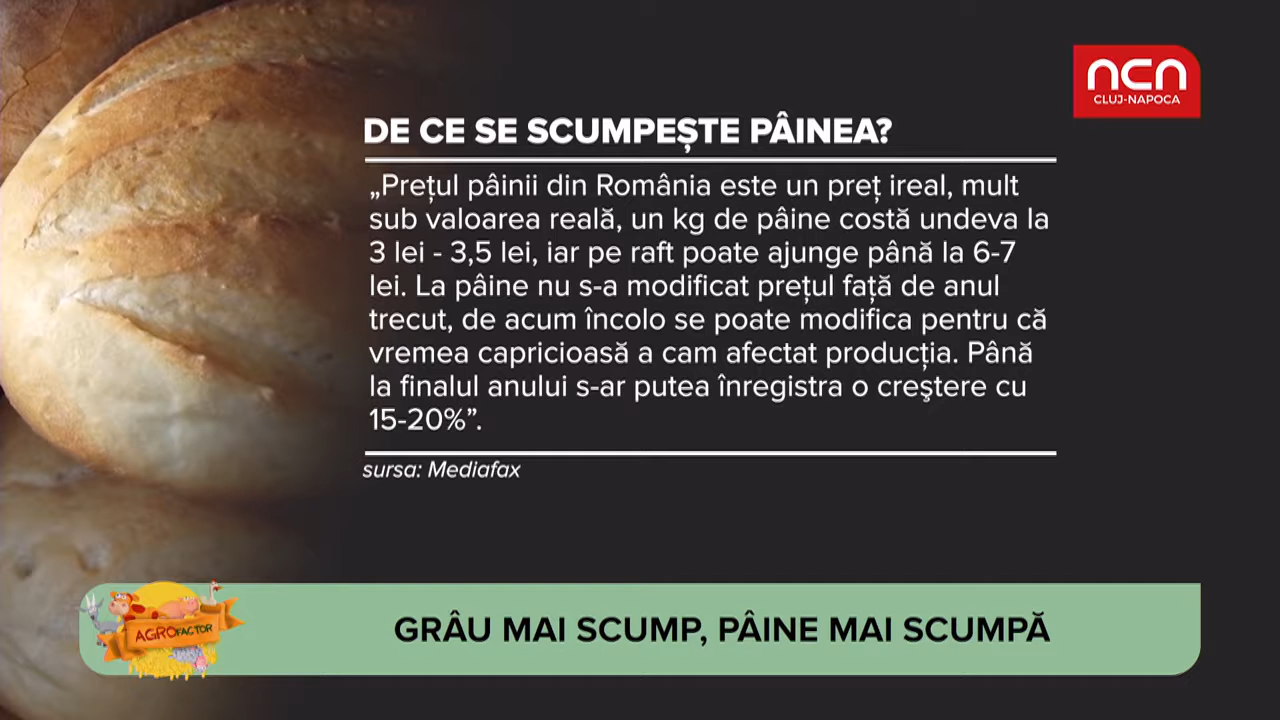 ncn
CLUJ-NAPOCA
DE CE SE SCUMPEȘTE PÂINEA?
„Prețul pâinii din România este un preț ireal, mult
sub valoarea reală, un kg de pâine costă undeva la
3 lei - 3,5 lei, iar pe raft poate ajunge până la 6-7
lei. La pâine nu s-a modificat prețul față de anul
trecut, de acum încolo se poate modifica pentru că
vremea capricioasă a cam afectat producția. Până
la finalul anului s-ar putea înregistra o creştere cu
15-20%”.
sursa: Mediafax
AGROFACTOR
GRÂU MAI SCUMP, PÂINE MAI SCUMPĂ